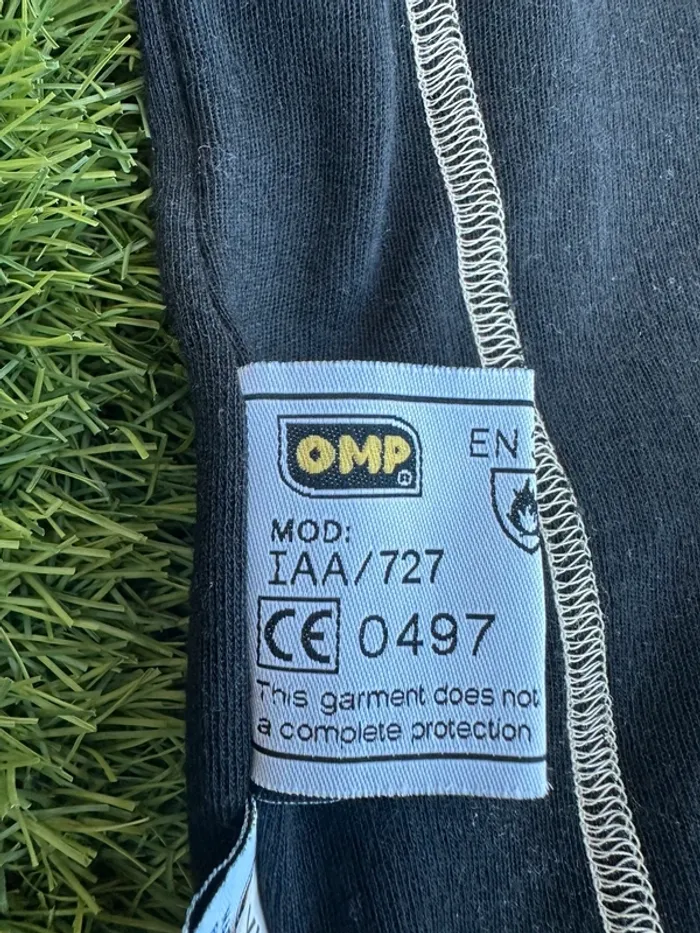 OMP
EN
MOD:
IAA/727
CE 0497
This garment does not
a complete protection